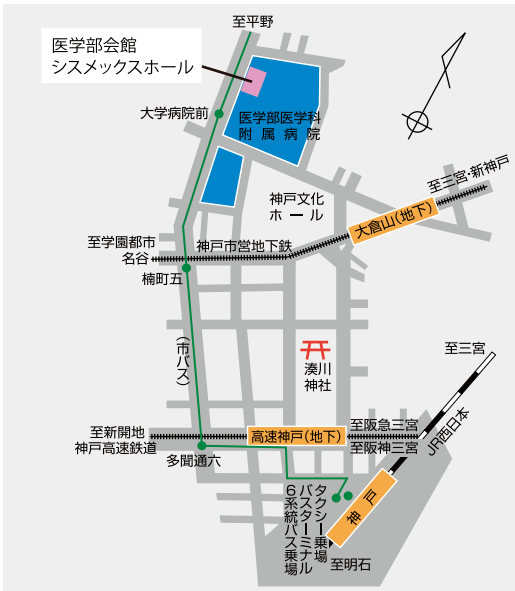 至平野
医学部会館
シスメックスホール
大学病院前
医学部医学科
附属病院
至三宮・新神戸
神戸文化
ホール
大倉山(地下)
至学園都市
名谷
神戸市営地下鉄
楠町五
(市バス)
湊川
神社
至三宮
JR西日本
至新開地
神戸高速鉄道
高速神戸(地下)
至阪急三宮
至阪神三宮
多聞通六
タクシー乗場
バスターミナル
6系統バス乗場
神戸
至明石